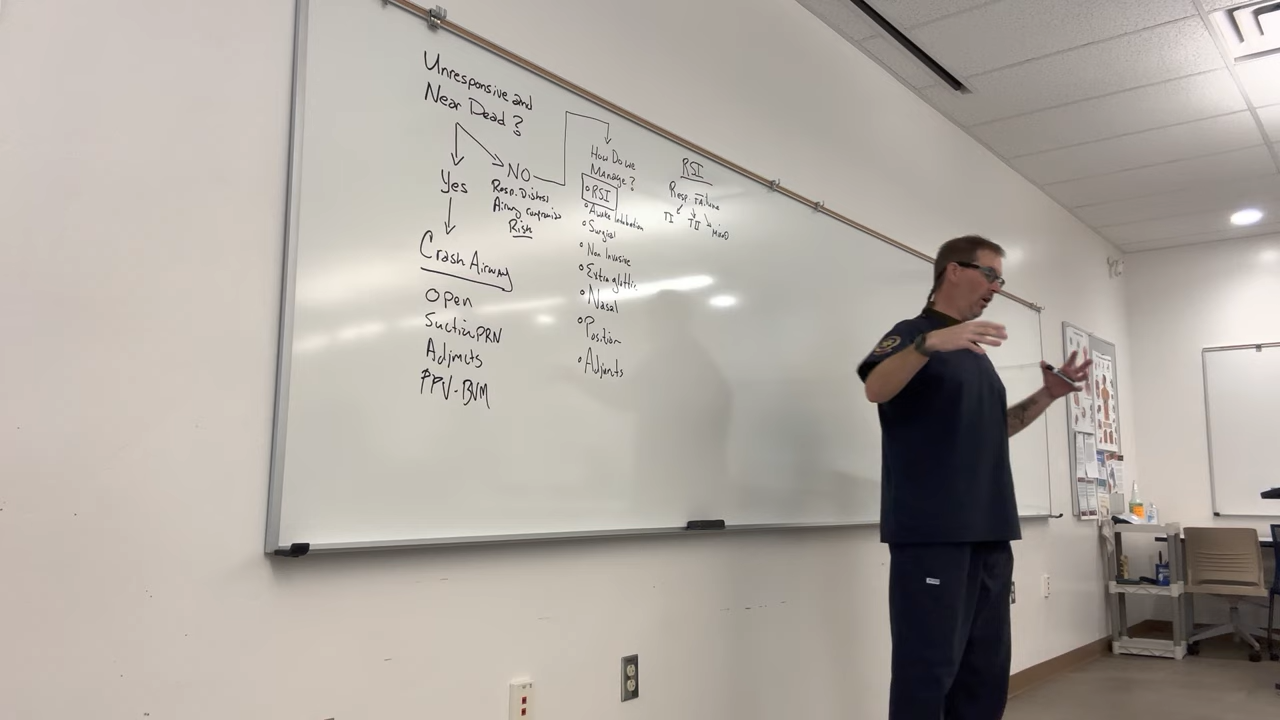 Unresponsive and
Near Dead ?
Yes
Crash Airway
Open
Suction PRN
Adjuncts
PPV-BVM
NO
Resp. Distress
Airway compromise
Risk
How Do we
Manage ?
RSI
Awake Intubation
Surgical
Non Invasive
Extraglottic
Nasal
Position
Adjuncts
RSI
Resp. Failure
TI
TII
Mixed